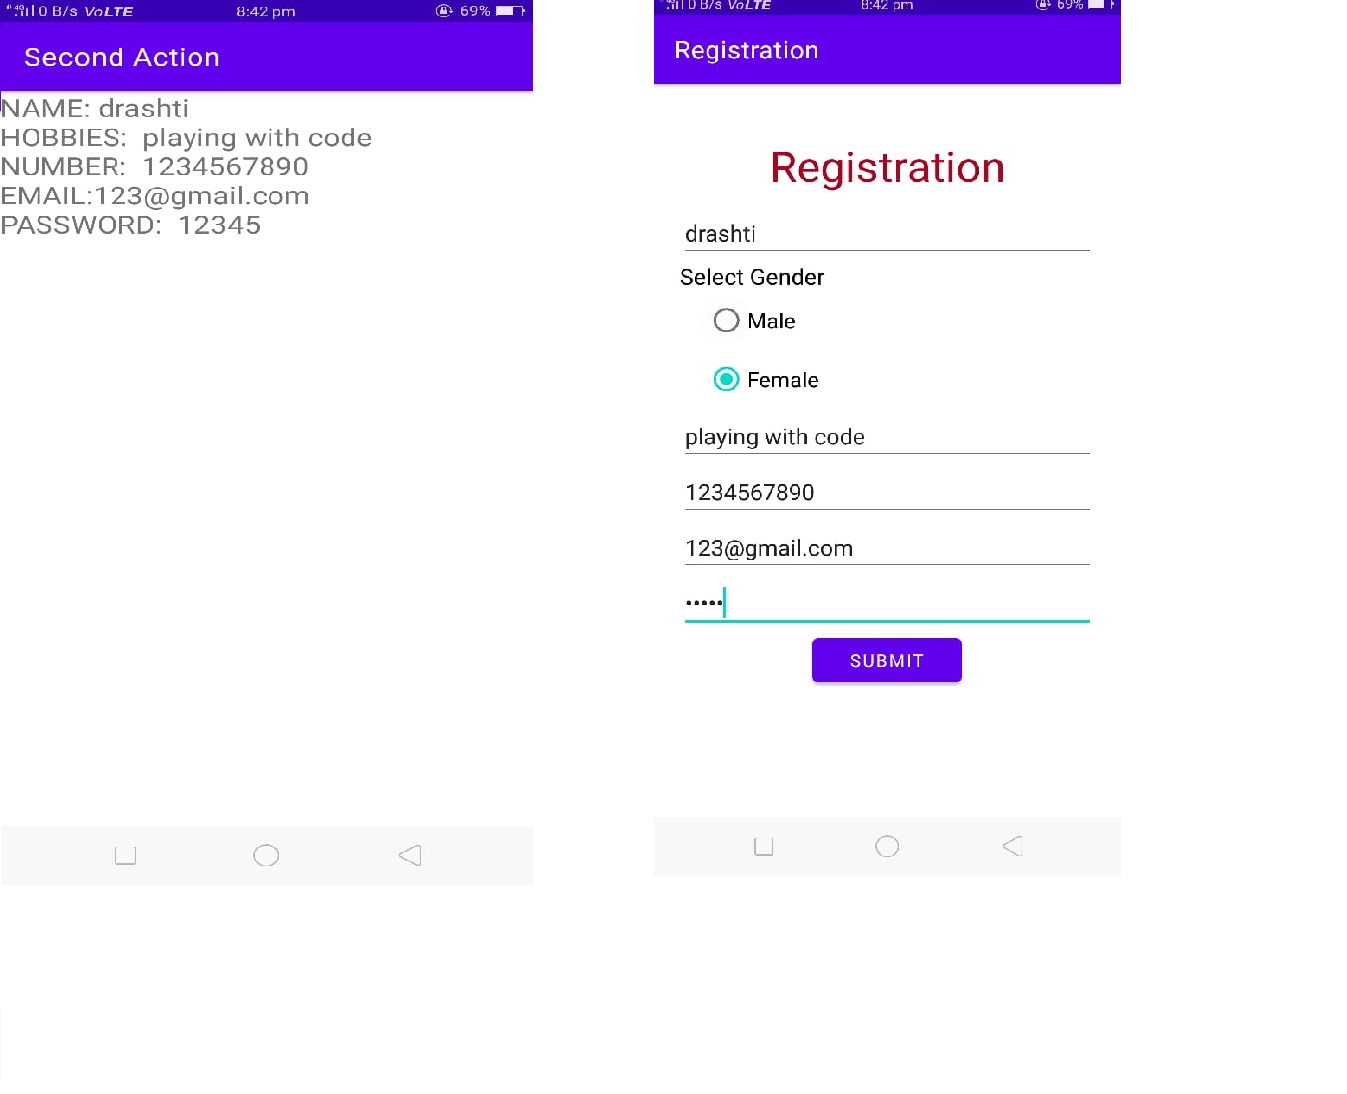 0 B/s VoLTE 8:42 pm 69%
Second Action
NAME: drashti
HOBBIES:  playing with code
NUMBER:  1234567890
EMAIL:123@gmail.com
PASSWORD:  12345
0 B/s VoLTE 8:42 pm 69%
Registration
Registration
drashti
Select Gender
Male
Female
playing with code
1234567890
123@gmail.com
•••••
SUBMIT